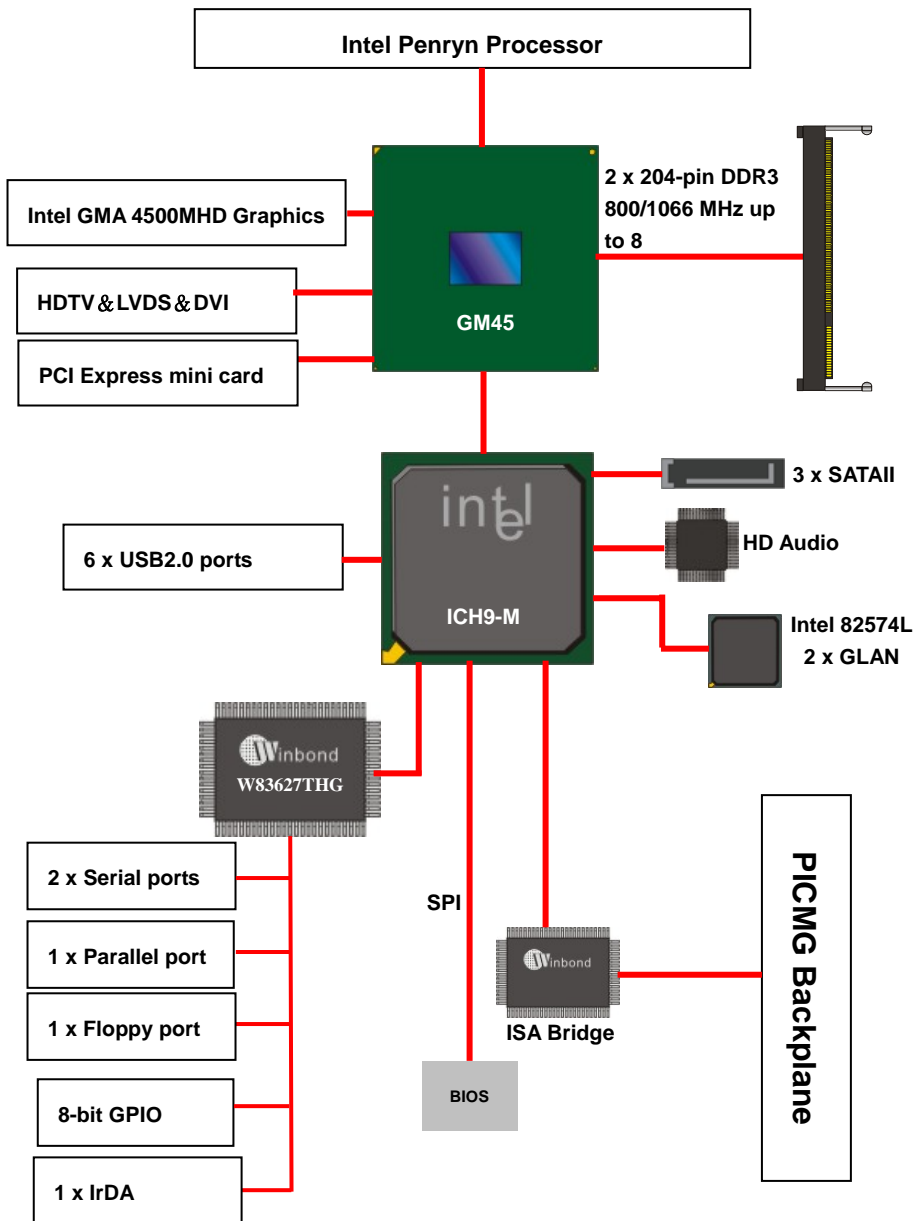 Intel Penryn Processor
2 x 204-pin DDR3
800/1066 MHz up
to 8
Intel GMA 4500MHD Graphics
HDTV＆LVDS＆DVI
GM45
PCI Express mini card
intel
ICH9-M
3 x SATAII
HD Audio
6 x USB2.0 ports
Intel 82574L
2 x GLAN
Winbond
W83627THG
2 x Serial ports
1 x Parallel port
1 x Floppy port
8-bit GPIO
1 x IrDA
SPI
BIOS
Winbond
ISA Bridge
PICMG Backplane